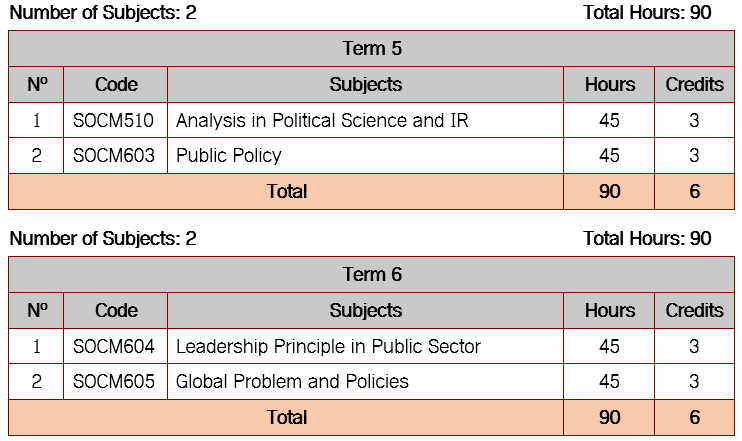 Number of Subjects: 2 Total Hours: 90
Term 5
Nº Code Subjects Hours Credits
1 SOCM510 Analysis in Political Science and IR 45 3
2 SOCM603 Public Policy 45 3
Total 90 6
Number of Subjects: 2 Total Hours: 90
Term 6
Nº Code Subjects Hours Credits
1 SOCM604 Leadership Principle in Public Sector 45 3
2 SOCM605 Global Problem and Policies 45 3
Total 90 6